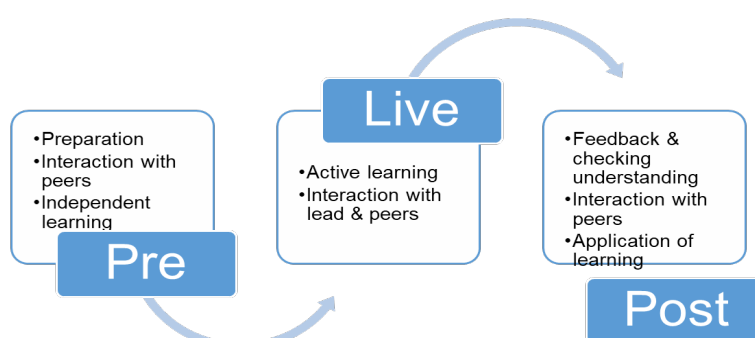 •Preparation
•Interaction with
peers
•Independent
learning
Pre
Live
•Active learning
•Interaction with
lead & peers
•Feedback &
checking
understanding
•Interaction with
peers
•Application of
learning
Post